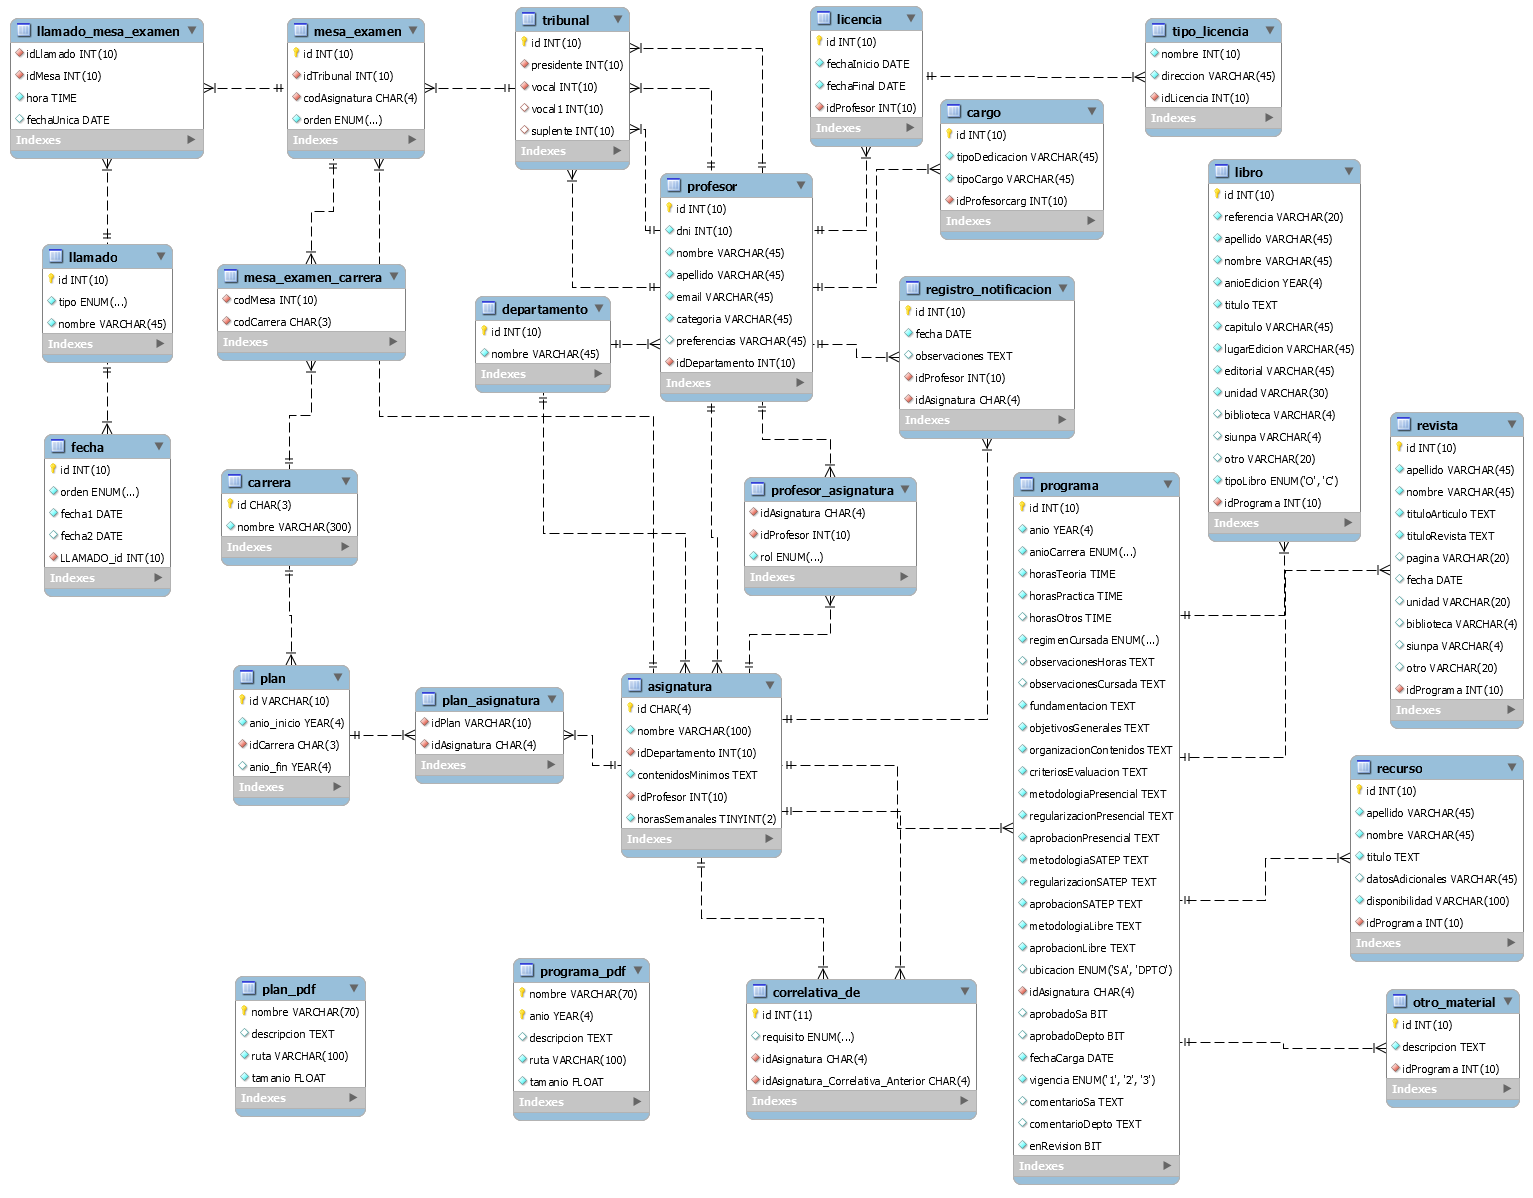 llamado_mesa_examen
idLlamado INT(10)
idMesa INT(10)
hora TIME
fechaUnica DATE
Indexes
mesa_examen
id INT(10)
idTribunal INT(10)
codAsignatura CHAR(4)
orden ENUM(...)
Indexes
tribunal
id INT(10)
presidente INT(10)
vocal INT(10)
vocal1 INT(10)
suplente INT(10)
Indexes
licencia
id INT(10)
fechaInicio DATE
fechaFinal DATE
idProfesor INT(10)
Indexes
tipo_licencia
nombre INT(10)
direccion VARCHAR(45)
idLicencia INT(10)
Indexes
cargo
id INT(10)
tipoDedicacion VARCHAR(45)
tipoCargo VARCHAR(45)
idProfesorcarg INT(10)
Indexes
profesor
id INT(10)
dni INT(10)
nombre VARCHAR(45)
apellido VARCHAR(45)
email VARCHAR(45)
categoria VARCHAR(45)
preferencias VARCHAR(45)
idDepartamento INT(10)
Indexes
libro
id INT(10)
referencia VARCHAR(20)
apellido VARCHAR(45)
nombre VARCHAR(45)
anioEdicion YEAR(4)
titulo TEXT
capitulo VARCHAR(45)
lugarEdicion VARCHAR(45)
editorial VARCHAR(45)
unidad VARCHAR(30)
biblioteca VARCHAR(4)
siunpa VARCHAR(4)
otro VARCHAR(20)
tipoLibro ENUM('O', 'C')
idPrograma INT(10)
Indexes
llamado
id INT(10)
tipo ENUM(...)
nombre VARCHAR(45)
Indexes
mesa_examen_carrera
codMesa INT(10)
codCarrera CHAR(3)
Indexes
departamento
id INT(10)
nombre VARCHAR(45)
Indexes
registro_notificacion
id INT(10)
fecha DATE
observaciones TEXT
idProfesor INT(10)
idAsignatura CHAR(4)
Indexes
fecha
id INT(10)
orden ENUM(...)
fecha1 DATE
fecha2 DATE
LLAMADO_id INT(10)
Indexes
carrera
id CHAR(3)
nombre VARCHAR(300)
Indexes
profesor_asignatura
idAsignatura CHAR(4)
idProfesor INT(10)
rol ENUM(...)
Indexes
programa
id INT(10)
anio YEAR(4)
anioCarrera ENUM(...)
horasTeoria TIME
horasPractica TIME
horasOtros TIME
regimenCursada ENUM(...)
observacionesHoras TEXT
observacionesCursada TEXT
fundamentacion TEXT
objetivosGenerales TEXT
organizacionContenidos TEXT
criteriosEvaluacion TEXT
metodologiaPresencial TEXT
regularizacionPresencial TEXT
aprobacionPresencial TEXT
metodologiaSATEP TEXT
regularizacionSATEP TEXT
aprobacionSATEP TEXT
metodologiaLibre TEXT
aprobacionLibre TEXT
ubicacion ENUM('SA', 'DPTO')
idAsignatura CHAR(4)
aprobadoSa BIT
aprobadoDepto BIT
fechaCarga DATE
vigencia ENUM('1', '2', '3')
comentarioSa TEXT
comentarioDepto TEXT
enRevision BIT
Indexes
revista
id INT(10)
apellido VARCHAR(45)
nombre VARCHAR(45)
tituloArticulo TEXT
tituloRevista TEXT
pagina VARCHAR(20)
fecha DATE
unidad VARCHAR(20)
biblioteca VARCHAR(4)
siunpa VARCHAR(4)
otro VARCHAR(20)
idPrograma INT(10)
Indexes
plan
id VARCHAR(10)
anio_inicio YEAR(4)
idCarrera CHAR(3)
anio_fin YEAR(4)
Indexes
plan_asignatura
idPlan VARCHAR(10)
idAsignatura CHAR(4)
Indexes
asignatura
id CHAR(4)
nombre VARCHAR(100)
idDepartamento INT(10)
contenidosMinimos TEXT
idProfesor INT(10)
horasSemanales TINYINT(2)
Indexes
recurso
id INT(10)
apellido VARCHAR(45)
nombre VARCHAR(45)
titulo TEXT
datosAdicionales VARCHAR(45)
disponibilidad VARCHAR(100)
idPrograma INT(10)
Indexes
plan_pdf
nombre VARCHAR(70)
descripcion TEXT
ruta VARCHAR(100)
tamanio FLOAT
Indexes
programa_pdf
nombre VARCHAR(70)
anio YEAR(4)
descripcion TEXT
ruta VARCHAR(100)
tamanio FLOAT
Indexes
correlativa_de
id INT(11)
requisito ENUM(...)
idAsignatura CHAR(4)
idAsignatura_Correlativa_Anterior CHAR(4)
Indexes
otro_material
id INT(10)
descripcion TEXT
idPrograma INT(10)
Indexes